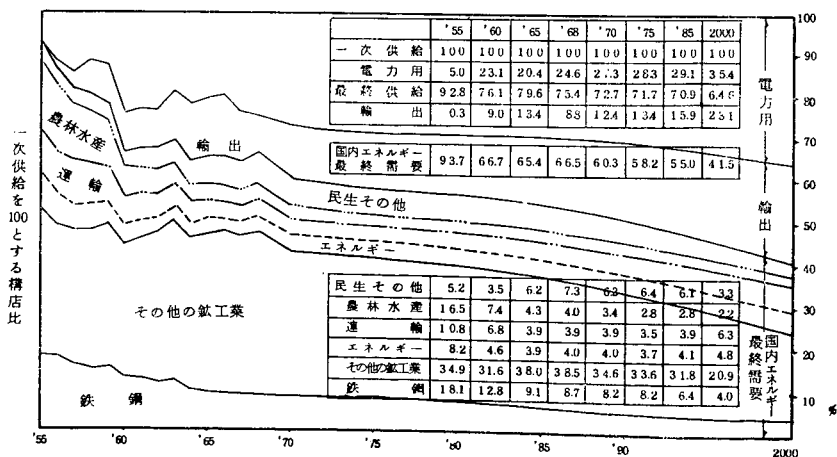 '55 '60 '65 '68 '70 '75 '85 2000
一次供給 100 100 100 100 100 100 100 100
電力用 5.0 23.1 20.4 24.6 28.3 29.1 35.4
最終供給 92.8 76.1 79.6 75.4 72.7 71.7 70.9
輸出 0.3 9.0 13.4 8.8 12.4 13.4 15.9 23.1
国内エネルギー
最終需要 93.7 66.7 65.4 66.5 60.3 58.2 55.0 41.5
農林水産
輸出
運輸
民生その他
エネルギー
その他の鉱工業
鉄鋼
民生その他 5.2 3.5 6.2 7.3 6.4 6.1
農林水産 16.5 7.4 4.3 4.0 3.4 2.8 2.8 2.2
運輸 10.8 6.8 3.9 3.9 3.9 3.5 3.9 6.3
エネルギー 8.2 4.6 3.9 4.0 4.0 3.7 4.1 4.8
その他の鉱工業 34.9 31.6 38.0 38.5 34.6 33.6 31.8 20.9
鉄鋼 18.1 12.8 9.1 8.7 8.2 8.2 6.4 4.0
一次供給を100とする構店比
電力用
輸出
国内エネルギー
最終需要
100
90
80
70
60
50
40
30
20
10
%
'55 '60 '65 '70 '75 '80 '85 '90 2000